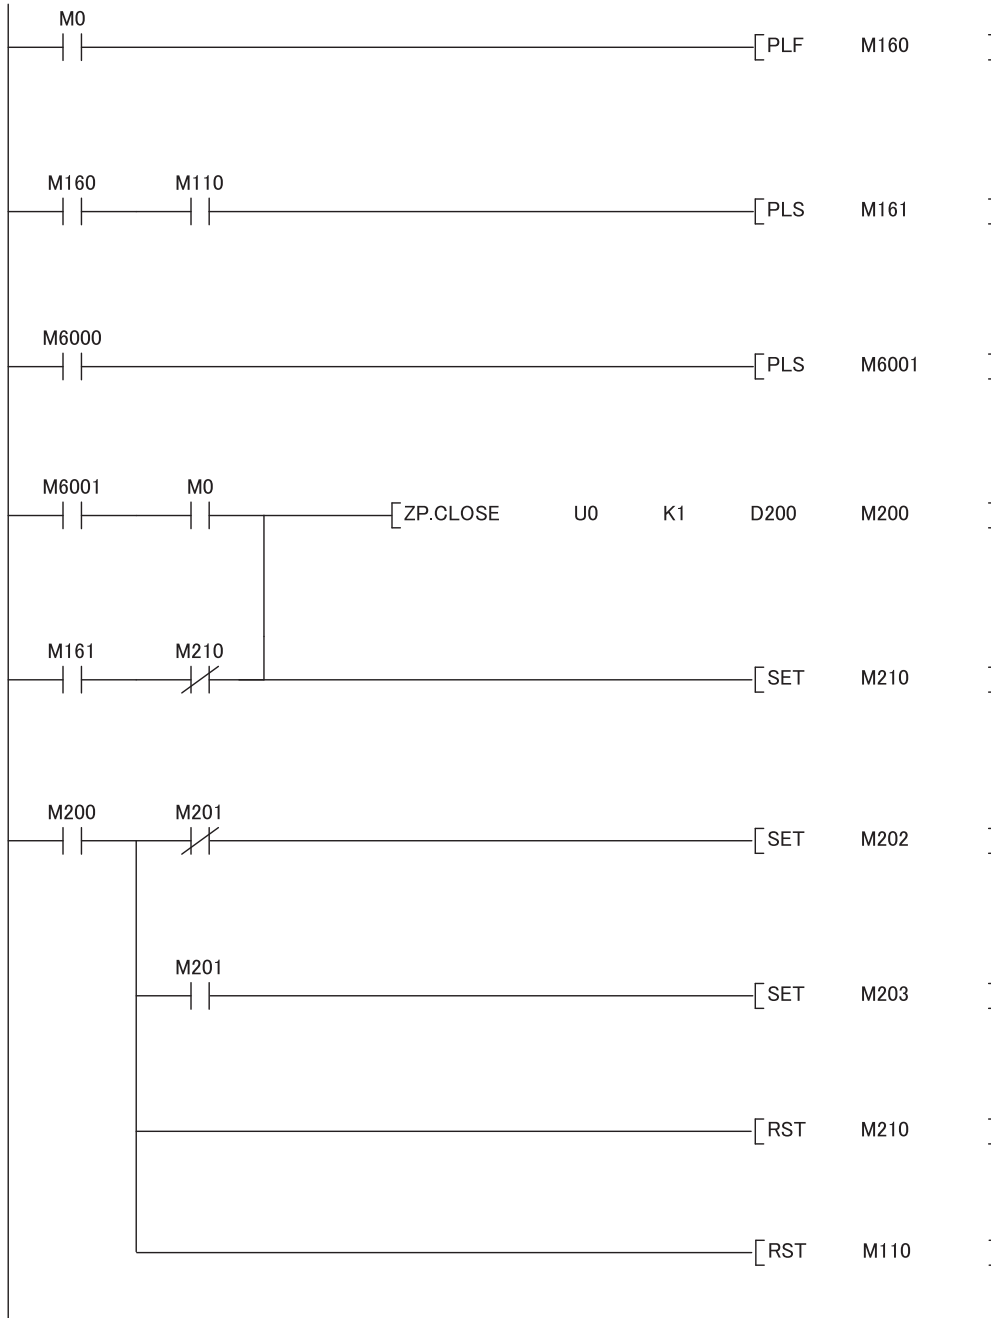 M0
PLF M160
M160 M110
PLS M161
M6000
PLS M6001
M6001 M0
ZP.CLOSE U0 K1 D200 M200
M161 M210
SET M210
M200 M201
SET M202
M201
SET M203
RST M210
RST M110